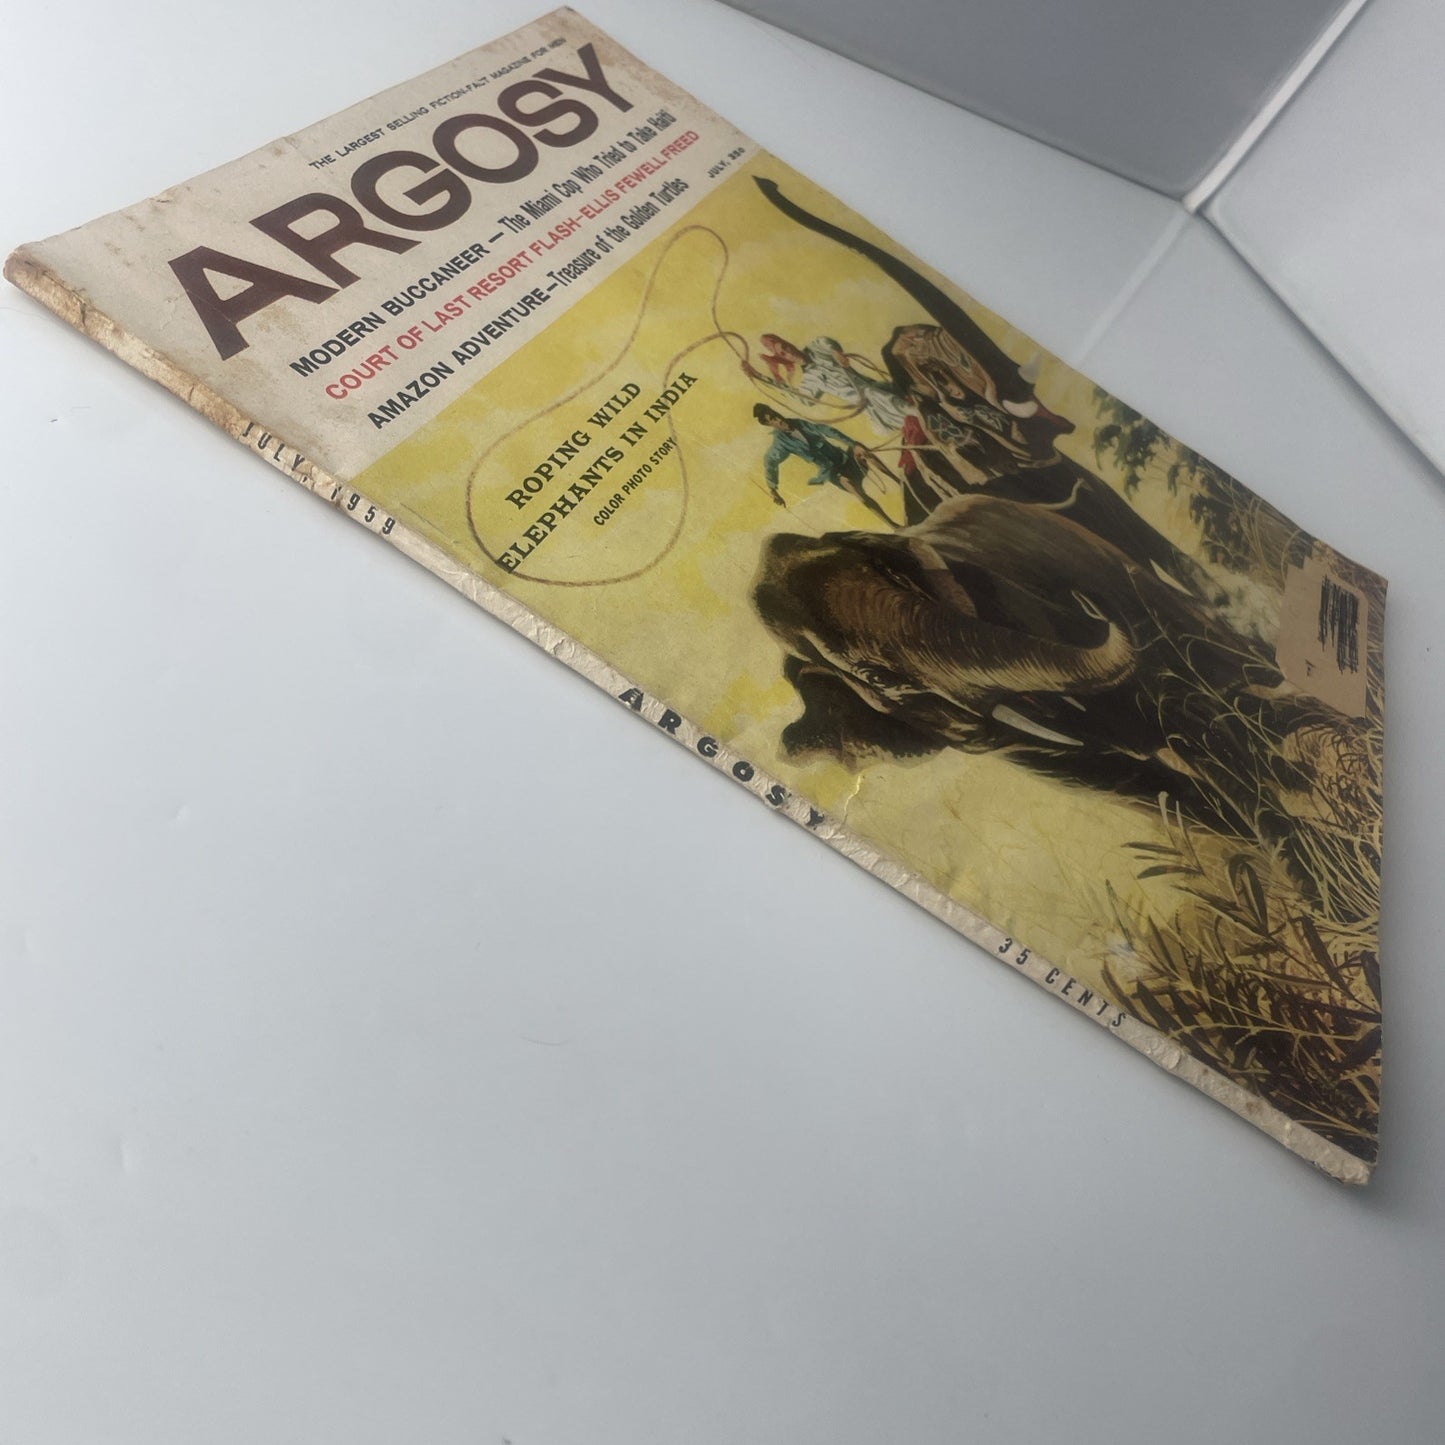 THE LARGEST SELLING FICTION-FACT MAGAZINE FOR MEN
ARGOSY
MODERN BUCCANEER — The Miami Cop Who Tried to Take Haiti
COURT OF LAST RESORT FLASH—ELLIS FEWELL FREED
AMAZON ADVENTURE—Treasure of the Golden Turtles
JULY, 35¢
ROPING WILD
ELEPHANTS IN INDIA
COLOR PHOTO STORY
JULY, 1959
ARGOSY
35 CENTS